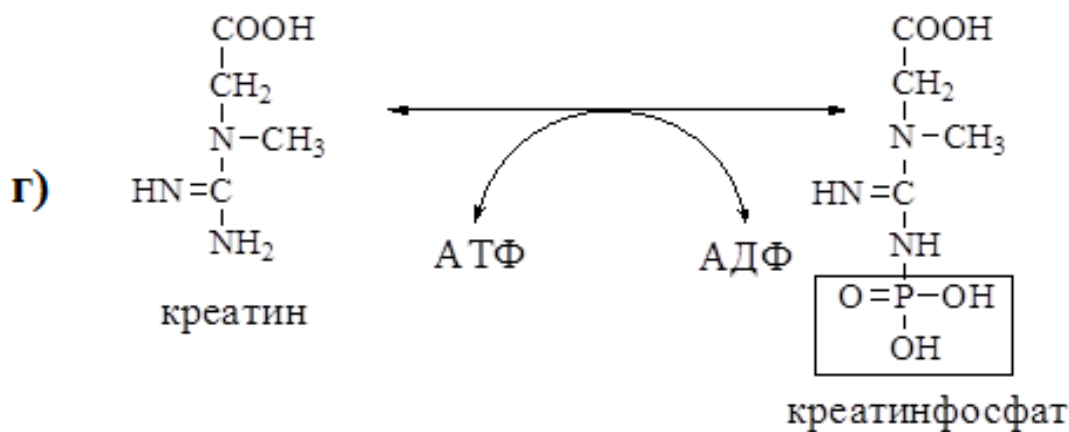 COOH
CH2
N–CH3
г) HN=C
NH2
креатин
АТФ АДФ
COOH
CH2
N–CH3
HN=C
NH
O=P–OH
OH
креатинфосфат